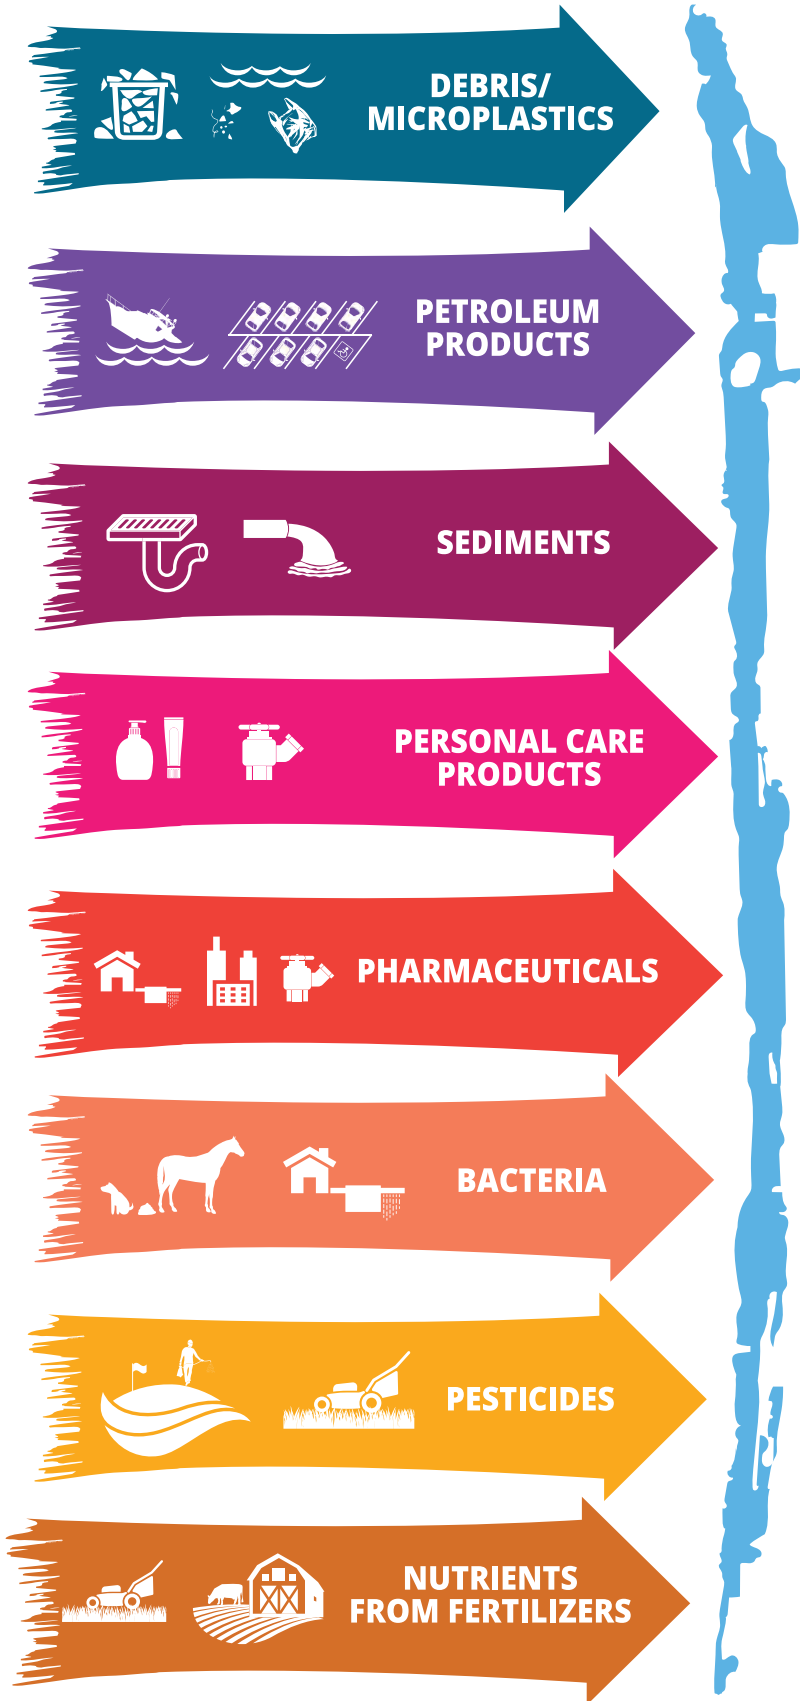 DEBRIS/
MICROPLASTICS
PETROLEUM
PRODUCTS
SEDIMENTS
PERSONAL CARE
PRODUCTS
PHARMACEUTICALS
BACTERIA
PESTICIDES
NUTRIENTS
FROM FERTILIZERS